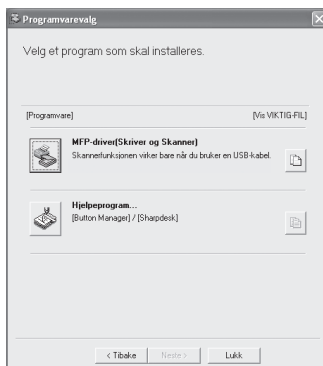 Programvarevalg
Velg et program som skal installeres.
[Programvare] [Vis VIKTIG-FIL]
MFP-driver(Skriver og Skanner)
Skannerfunksjonen virker bare når du bruker en USB-kabel.
Hjelpeprogram...
[Button Manager] / [Sharpdesk]
< Tibake Neste > Lukk